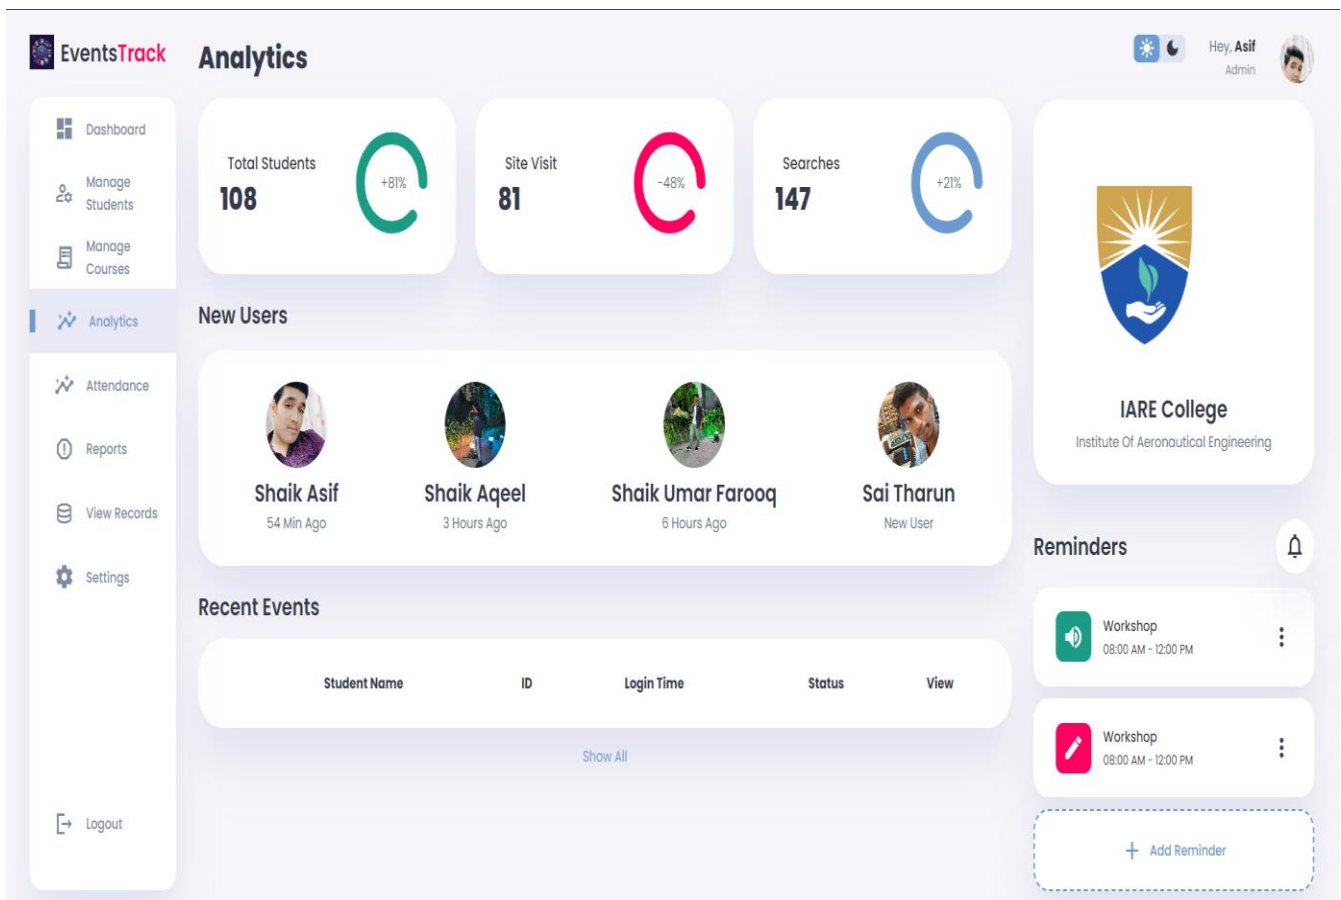 EventsTrack
Analytics
Hey, Asif
Admin
Dashboard
Manage
Students
Manage
Courses
Analytics
Attendance
Reports
View Records
Settings
Logout
Total Students
108
+81%
Site Visit
81
-48%
Searches
147
+21%
New Users
Shaik Asif
54 Min Ago
Shaik Aqeel
3 Hours Ago
Shaik Umar Farooq
6 Hours Ago
Sai Tharun
New User
Recent Events
Student Name ID Login Time Status View
Show All
IARE College
Institute Of Aeronautical Engineering
Reminders
Workshop
08:00 AM - 12:00 PM
Workshop
08:00 AM - 12:00 PM
Add Reminder